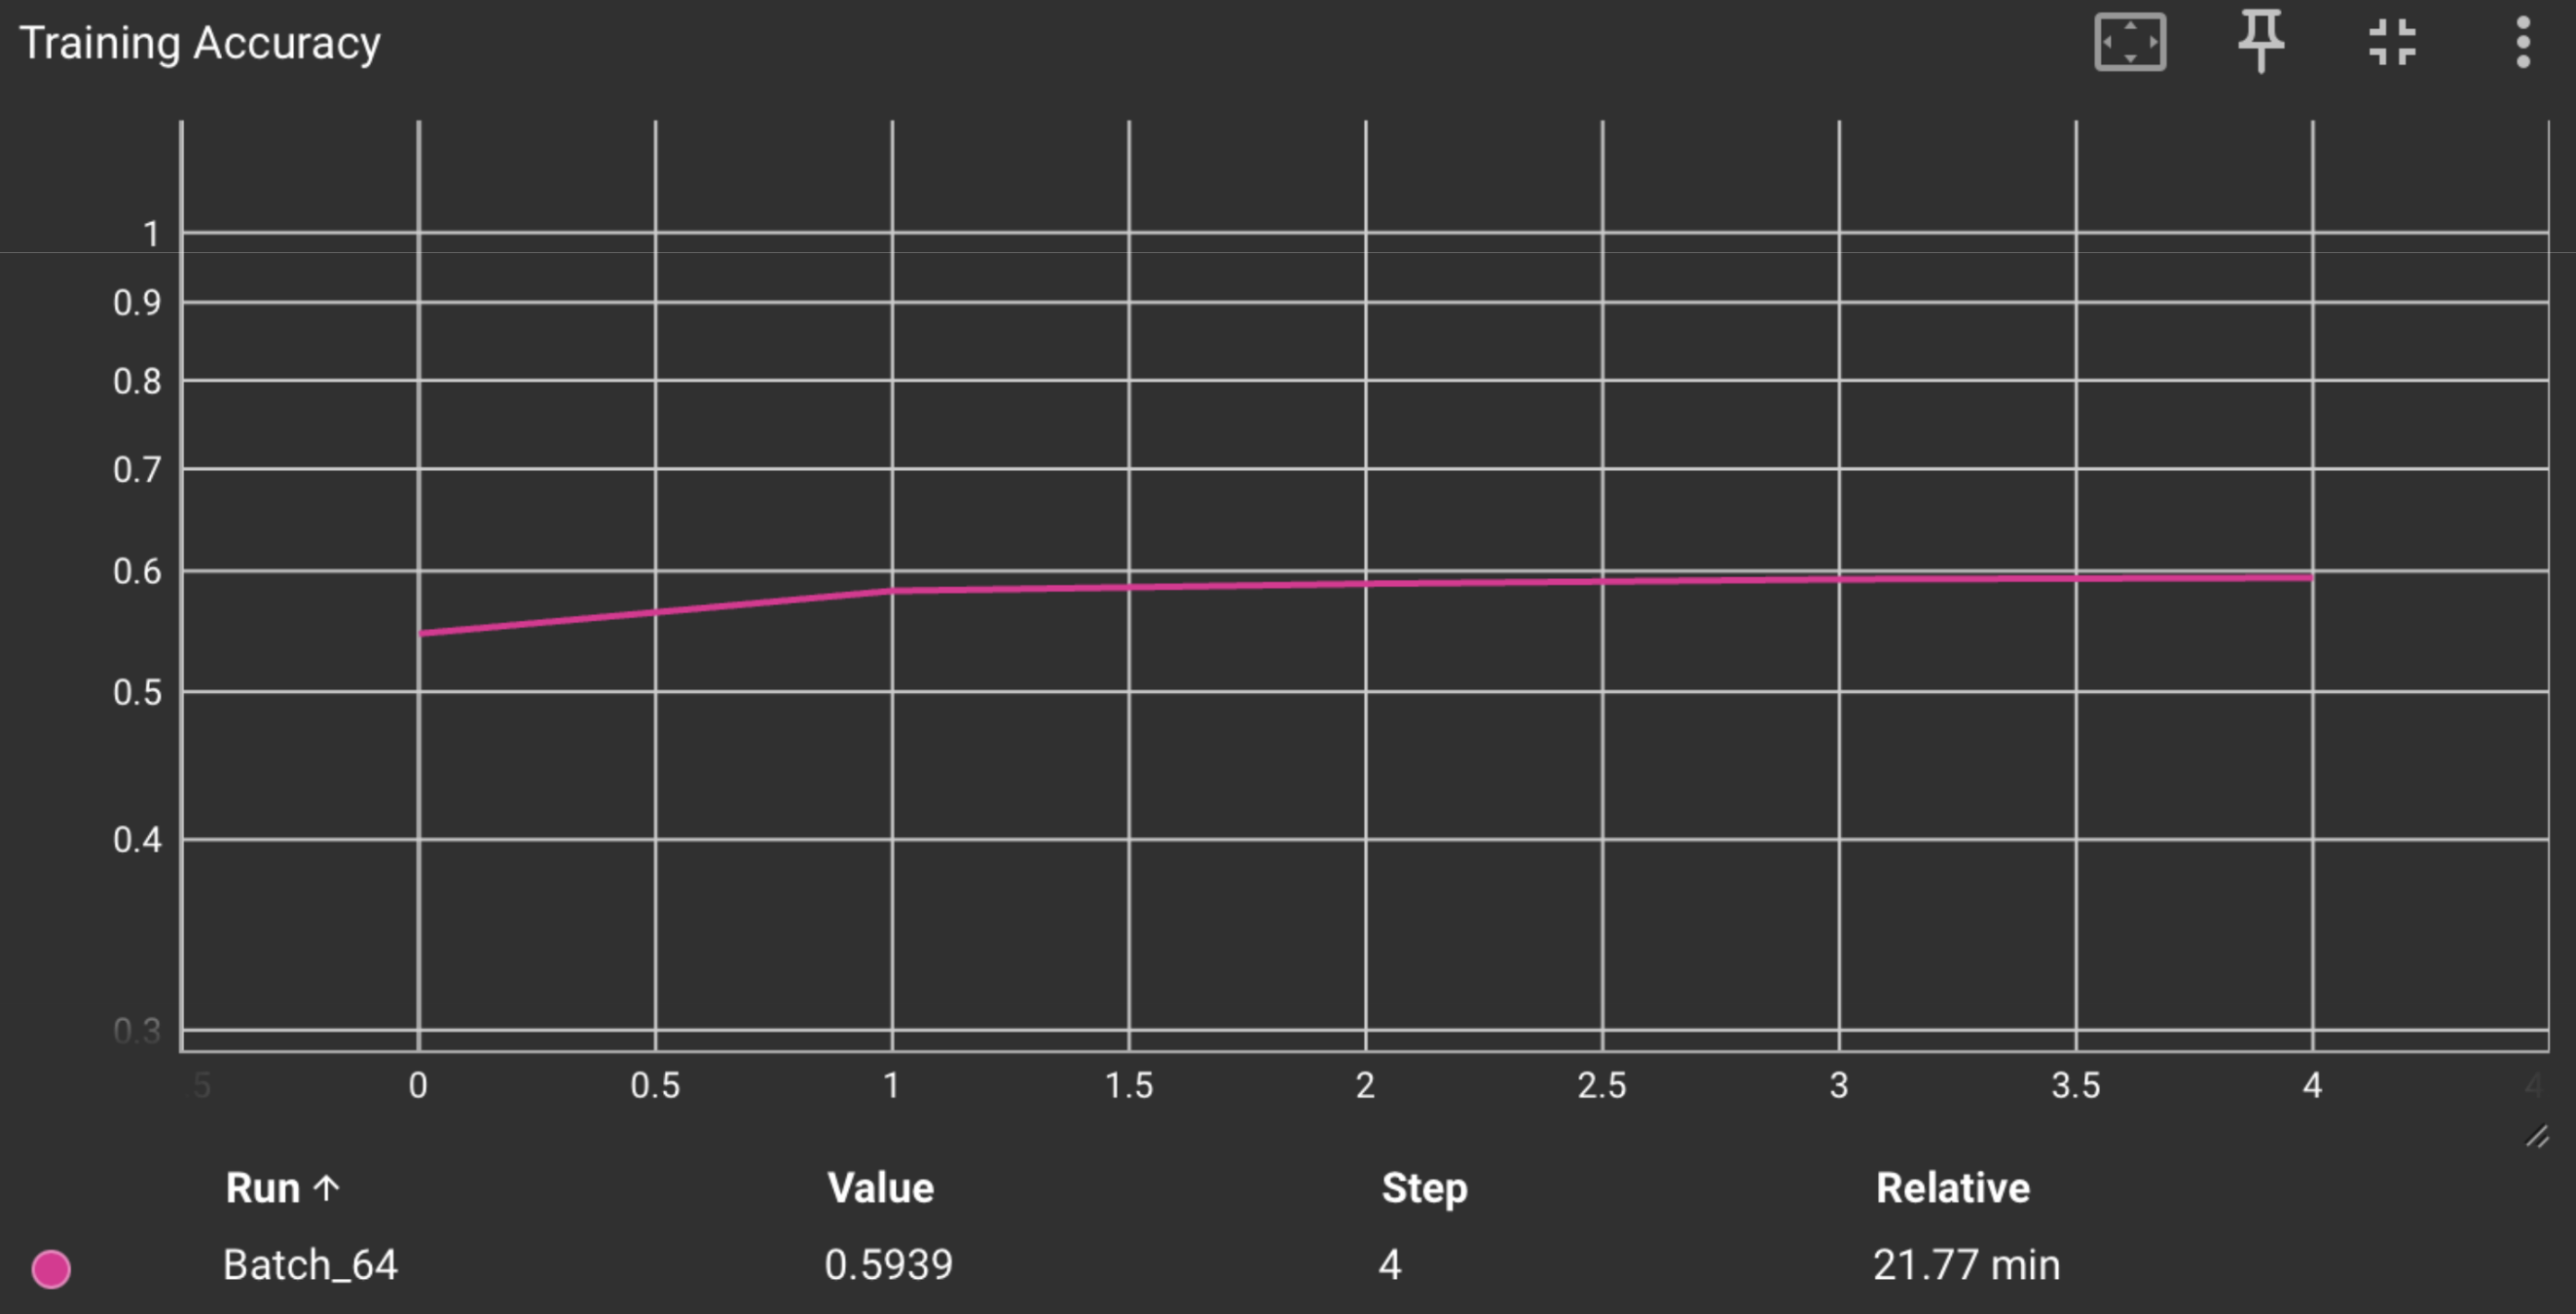 Training Accuracy
1
0.9
0.8
0.7
0.6
0.5
0.4
0.3
5 0 0.5 1 1.5 2 2.5 3 3.5 4 4
Run ↑ Value Step Relative
Batch_64 0.5939 4 21.77 min